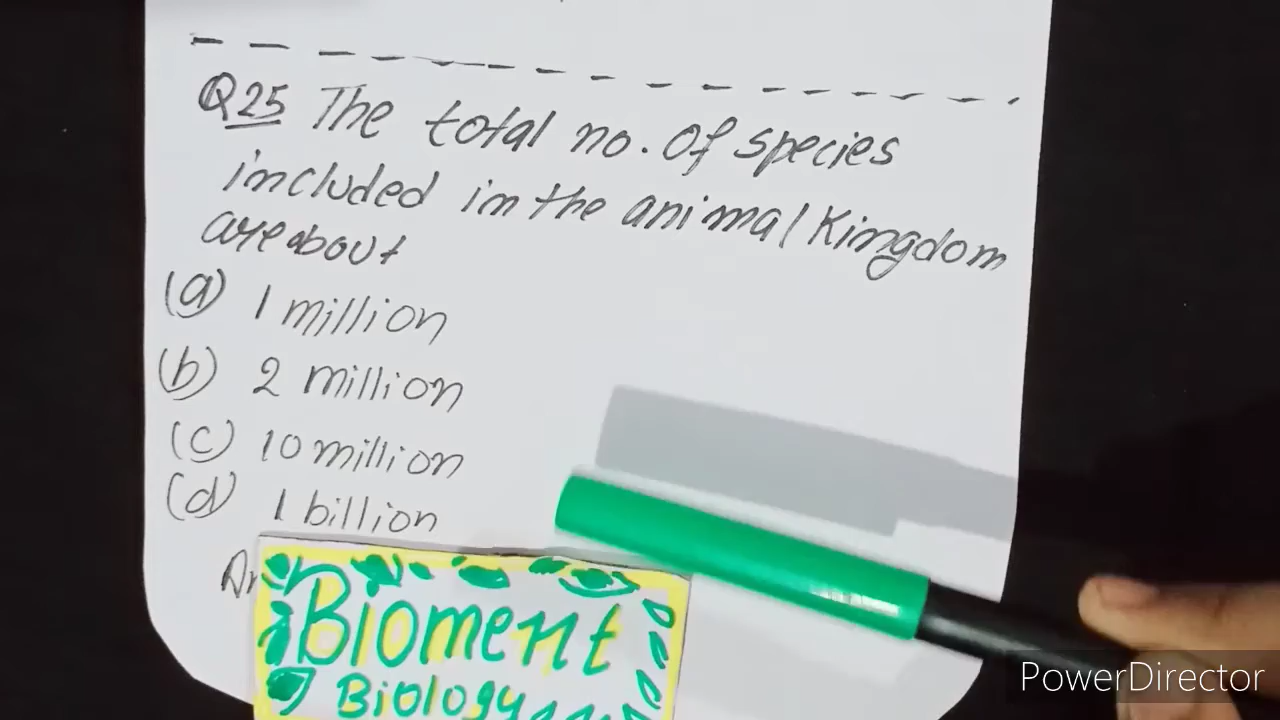 Q25 The total no. of species
included in the animal Kingdom
are about
(a) 1 million
(b) 2 million
(c) 10 million
(d) 1 billion
Bioment
Biology
PowerDirector